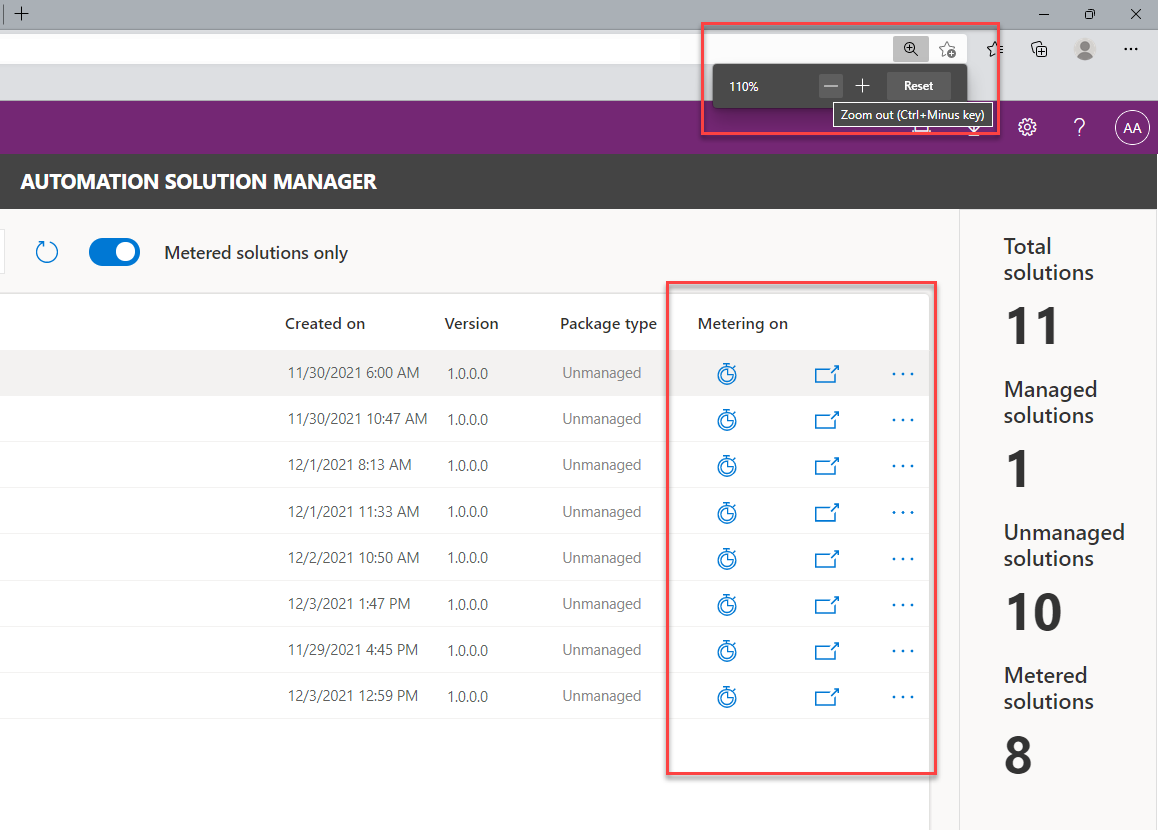 110%
Reset
Zoom out (Ctrl+Minus key)
AA
AUTOMATION SOLUTION MANAGER
Metered solutions only
Created on Version Package type Metering on
11/30/2021 6:00 AM 1.0.0.0 Unmanaged
11/30/2021 10:47 AM 1.0.0.0 Unmanaged
12/1/2021 8:13 AM 1.0.0.0 Unmanaged
12/1/2021 11:33 AM 1.0.0.0 Unmanaged
12/2/2021 10:50 AM 1.0.0.0 Unmanaged
12/3/2021 1:47 PM 1.0.0.0 Unmanaged
11/29/2021 4:45 PM 1.0.0.0 Unmanaged
12/3/2021 12:59 PM 1.0.0.0 Unmanaged
Total
solutions
11
Managed
solutions
1
Unmanaged
solutions
10
Metered
solutions
8